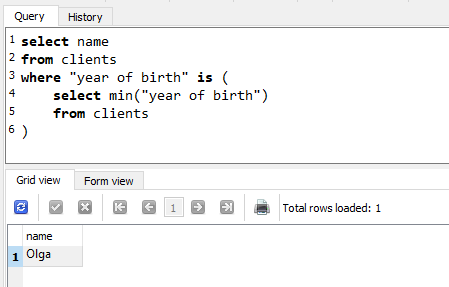 Query History
1 select name
2 from clients
3 where "year of birth" is (
4 select min("year of birth")
5 from clients
6 )
Grid view Form view
1 Total rows loaded: 1
name
1 Olga